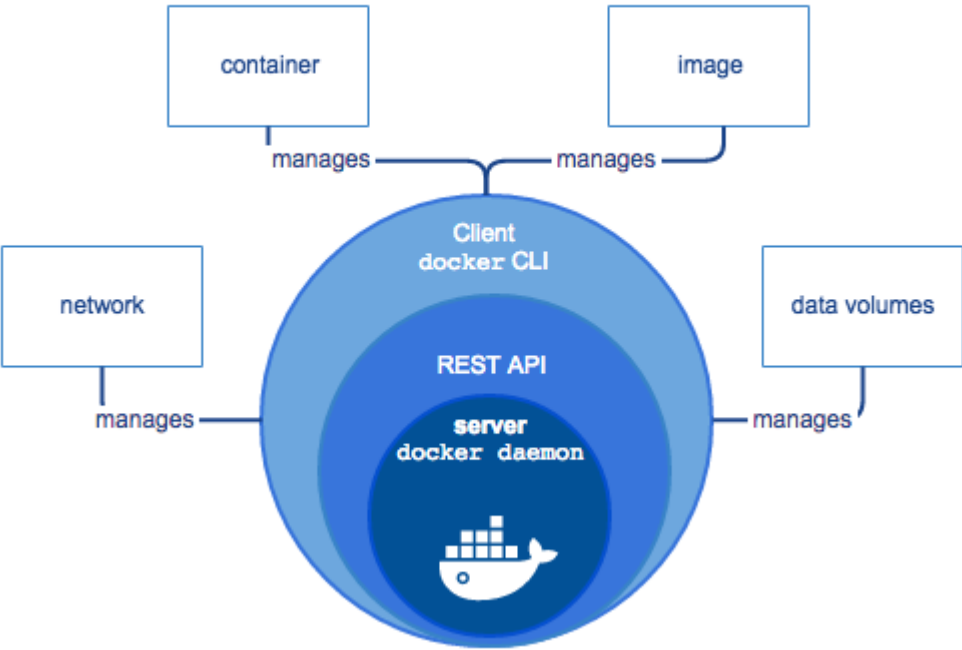 container
image
manages
manages
Client
docker CLI
network
data volumes
REST API
manages
manages
server
docker daemon